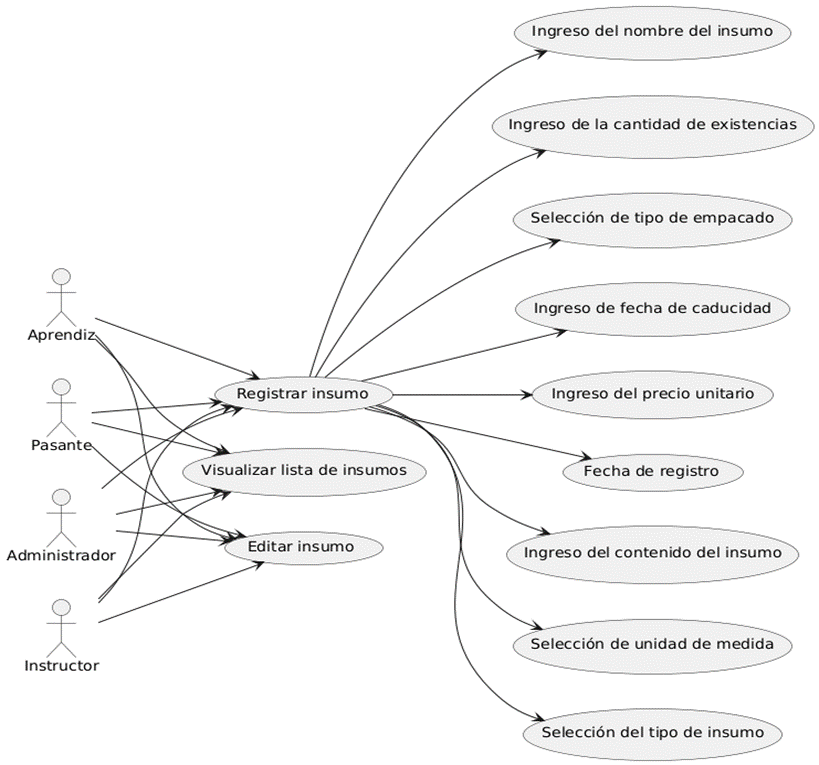 Aprendiz
Pasante
Administrador
Instructor
Registrar insumo
Visualizar lista de insumos
Editar insumo
Ingreso del nombre del insumo
Ingreso de la cantidad de existencias
Selección de tipo de empacado
Ingreso de fecha de caducidad
Ingreso del precio unitario
Fecha de registro
Ingreso del contenido del insumo
Selección de unidad de medida
Selección del tipo de insumo